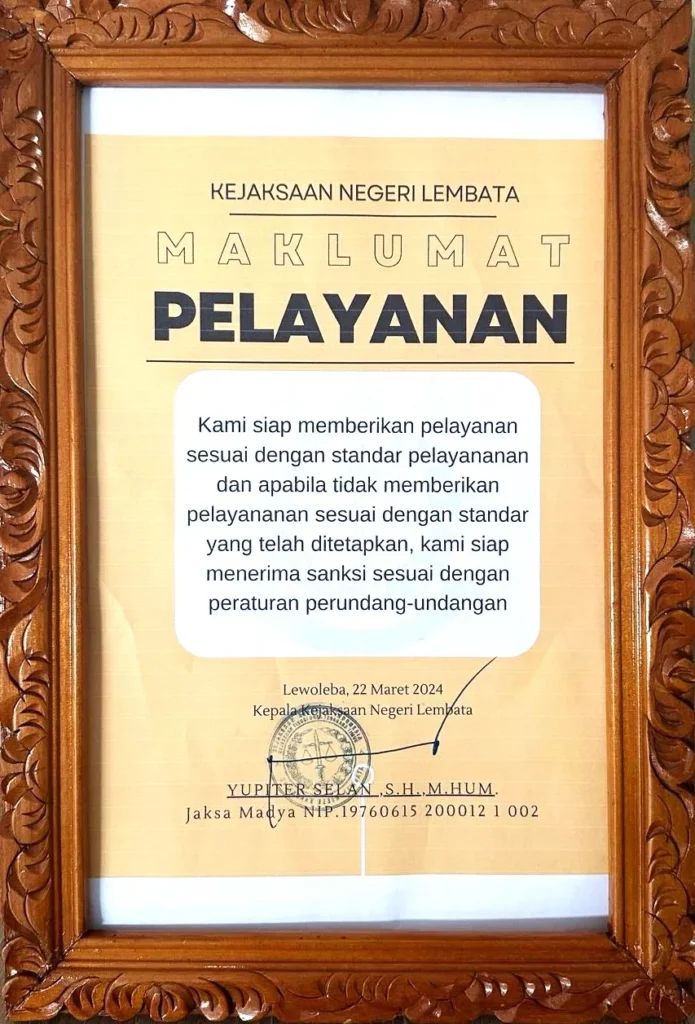 KEJAKSAAN NEGERI LEMBATA
MAKLUMAT
PELAYANAN
Kami siap memberikan pelayanan
sesuai dengan standar pelayananan
dan apabila tidak memberikan
pelayananan sesuai dengan standar
yang telah ditetapkan, kami siap
menerima sanksi sesuai dengan
peraturan perundang-undangan
Lewoleba, 22 Maret 2024
Kepala Kejaksaan Negeri Lembata
YUPITER SELAN ,S.H.,M.HUM.
Jaksa Madya NIP.19760615 200012 1 002